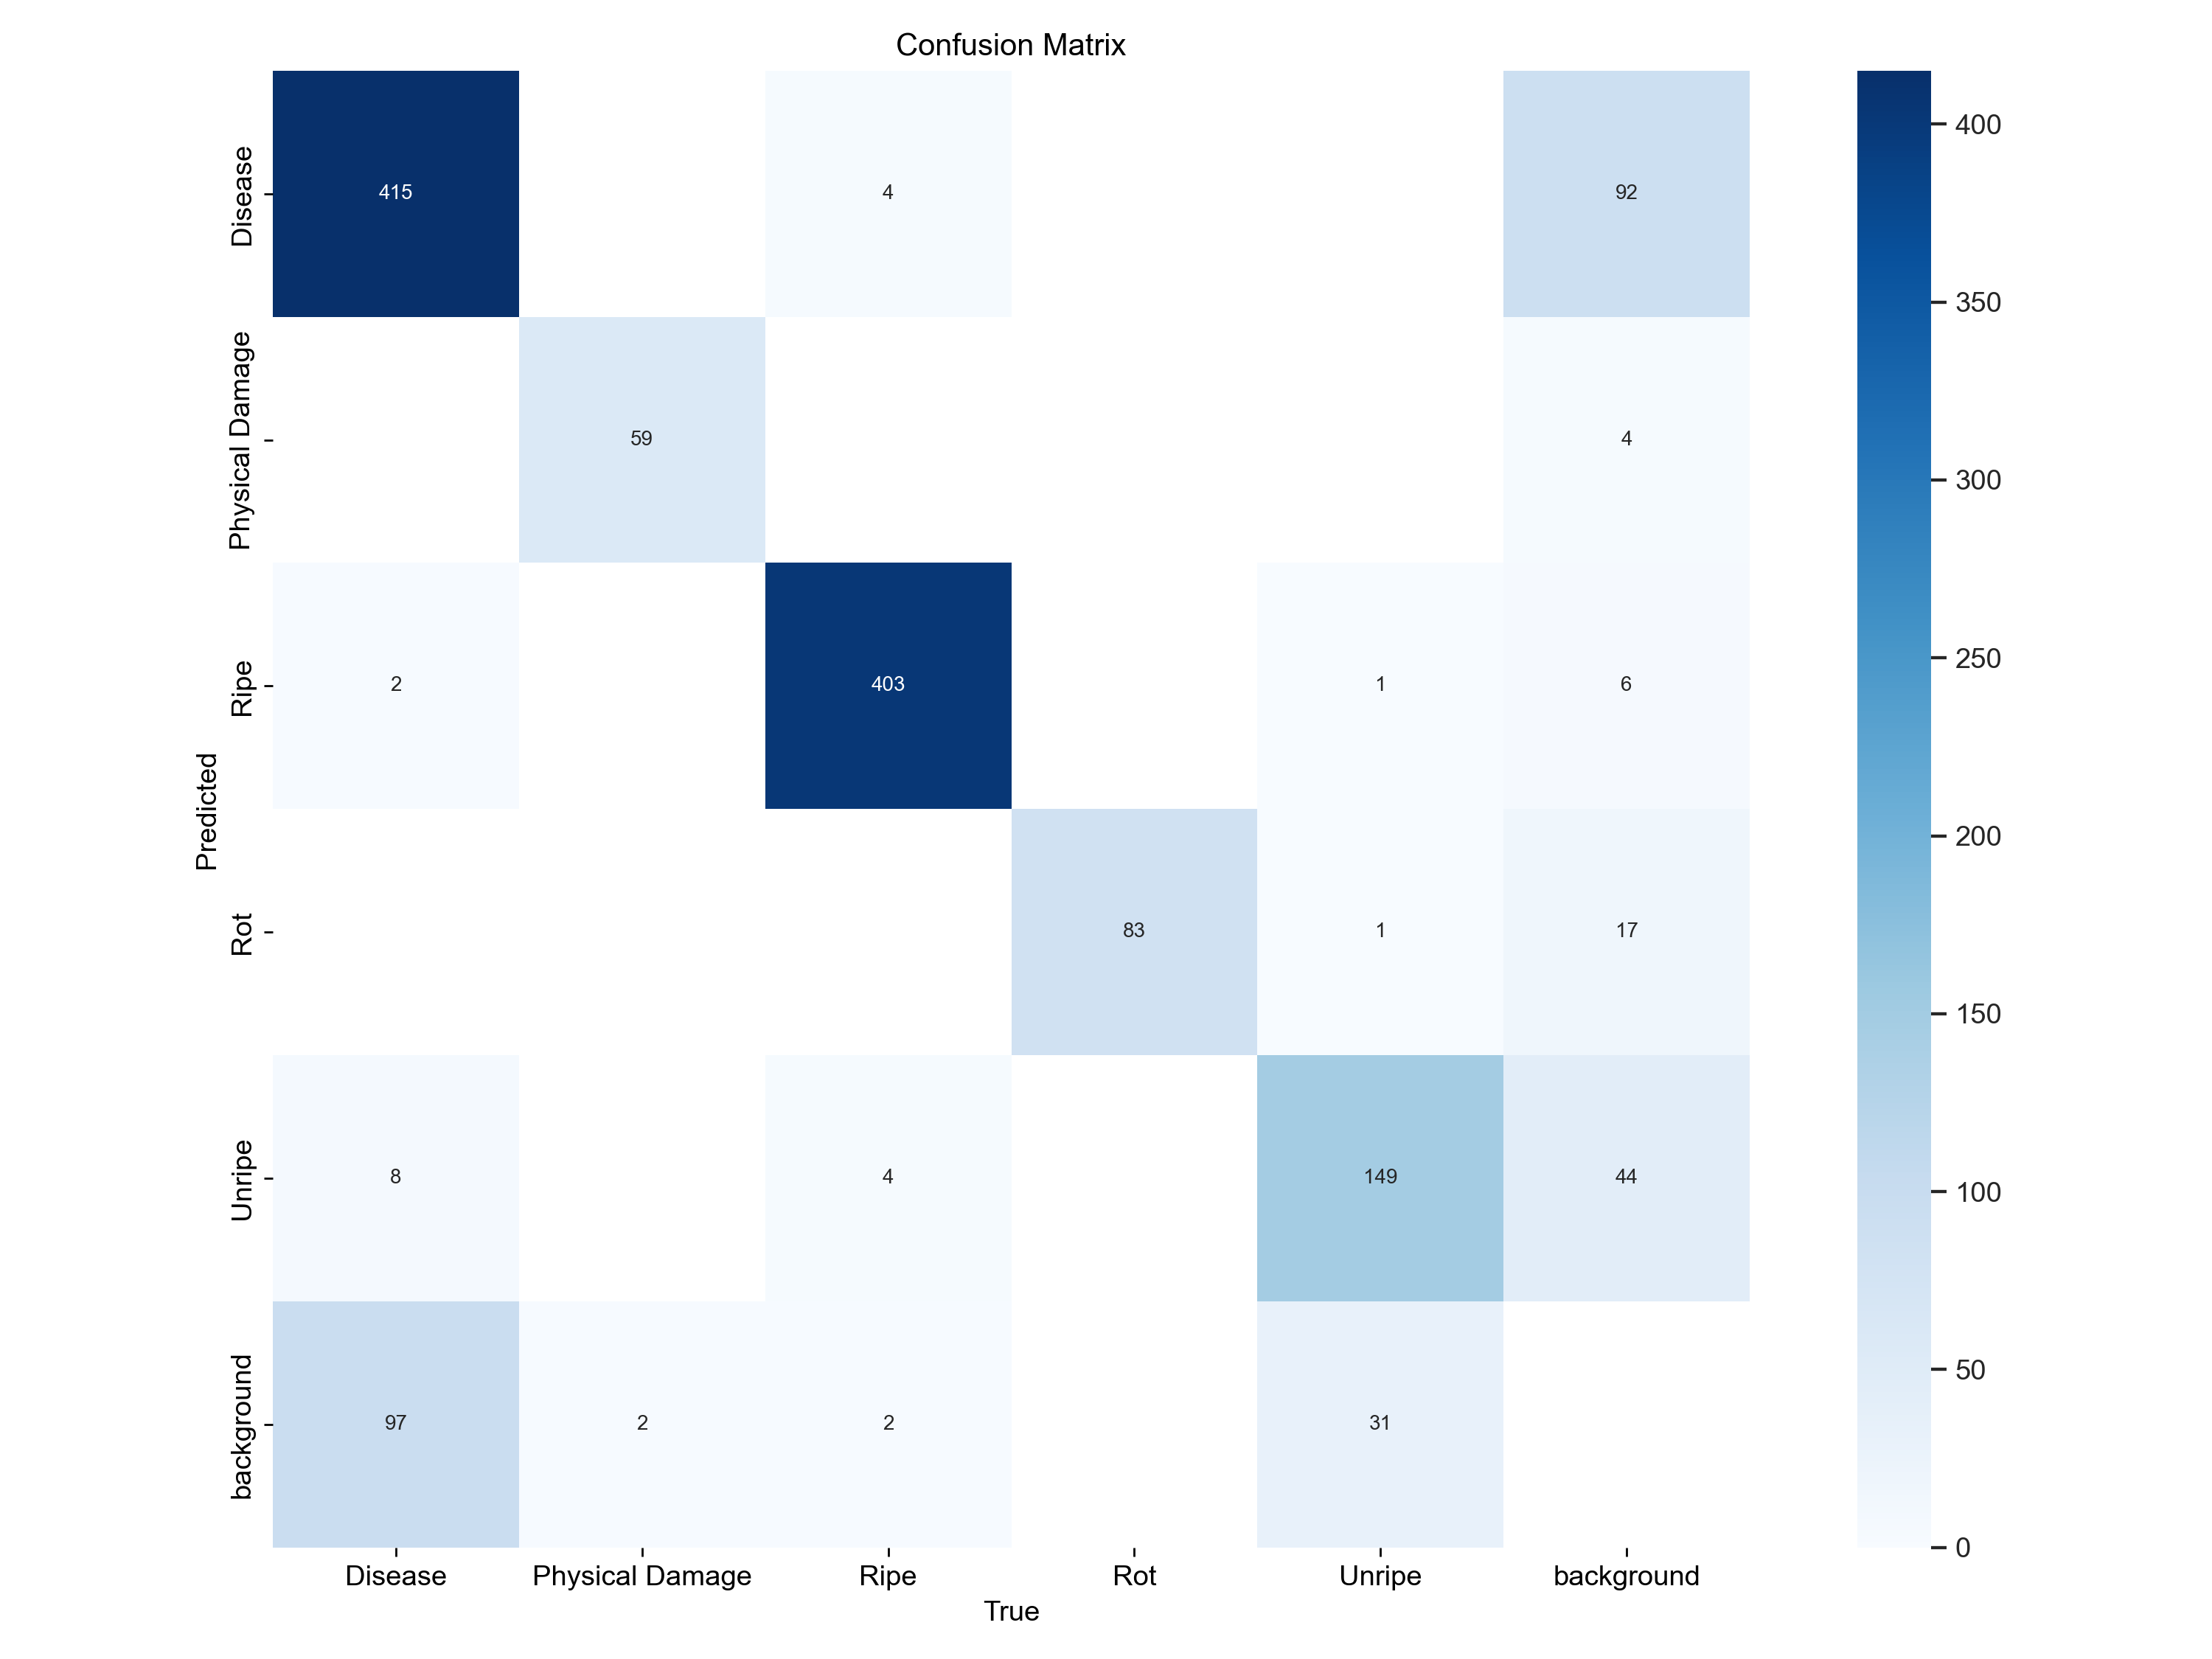 Confusion Matrix
Disease
415
4
92
Physical Damage
59
4
Ripe
2
403
1
6
Rot
83
1
17
Unripe
8
4
149
44
background
97
2
2
31
Predicted
Disease
Physical Damage
Ripe
Rot
Unripe
background
True
400
350
300
250
200
150
100
50
0